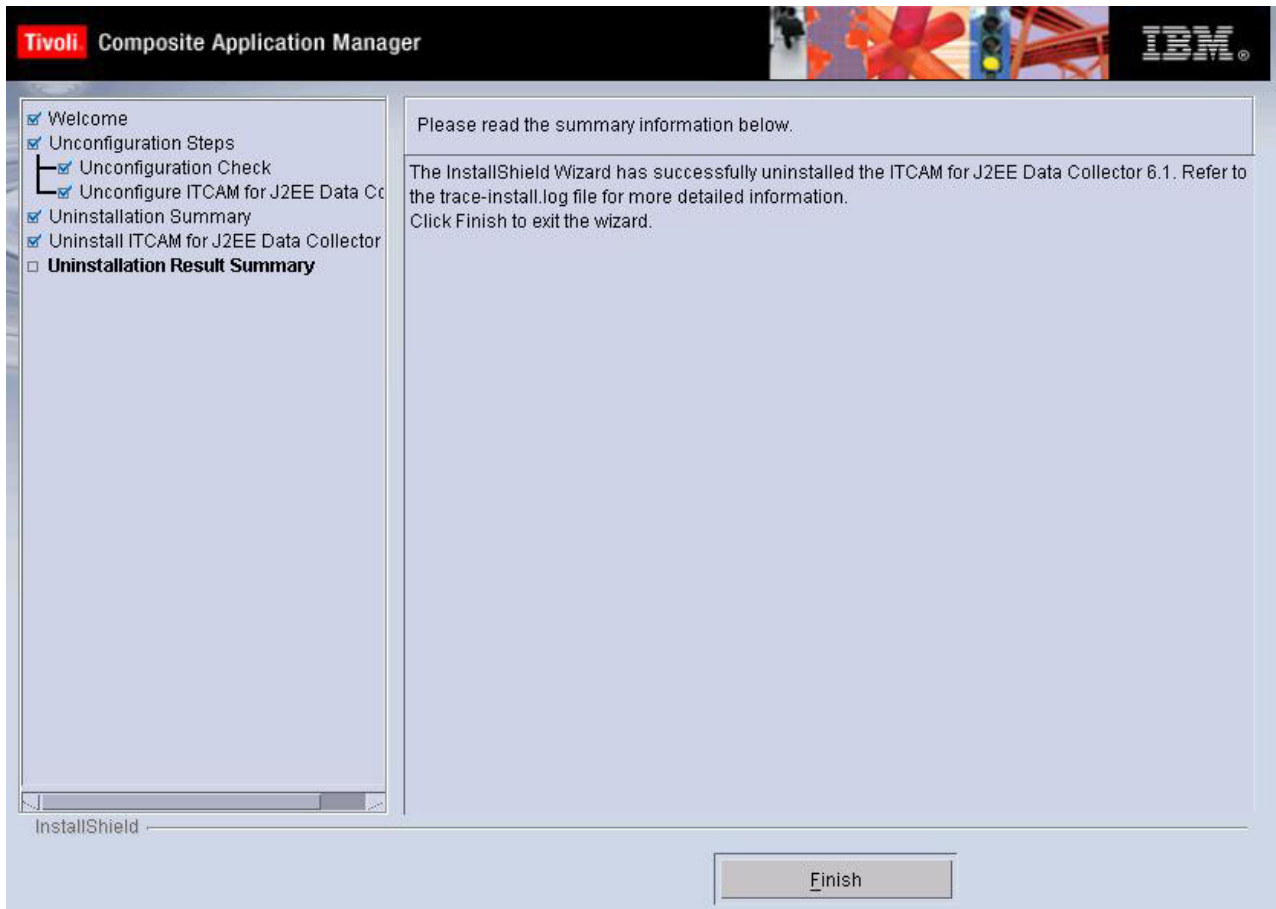 Tivoli. Composite Application Manager
IBM®
Welcome
Unconfiguration Steps
Unconfiguration Check
Unconfigure ITCAM for J2EE Data Cc
Uninstallation Summary
Uninstall ITCAM for J2EE Data Collector
Uninstallation Result Summary
Please read the summary information below.
The InstallShield Wizard has successfully uninstalled the ITCAM for J2EE Data Collector 6.1. Refer to
the trace-install.log file for more detailed information.
Click Finish to exit the wizard.
InstallShield
Finish